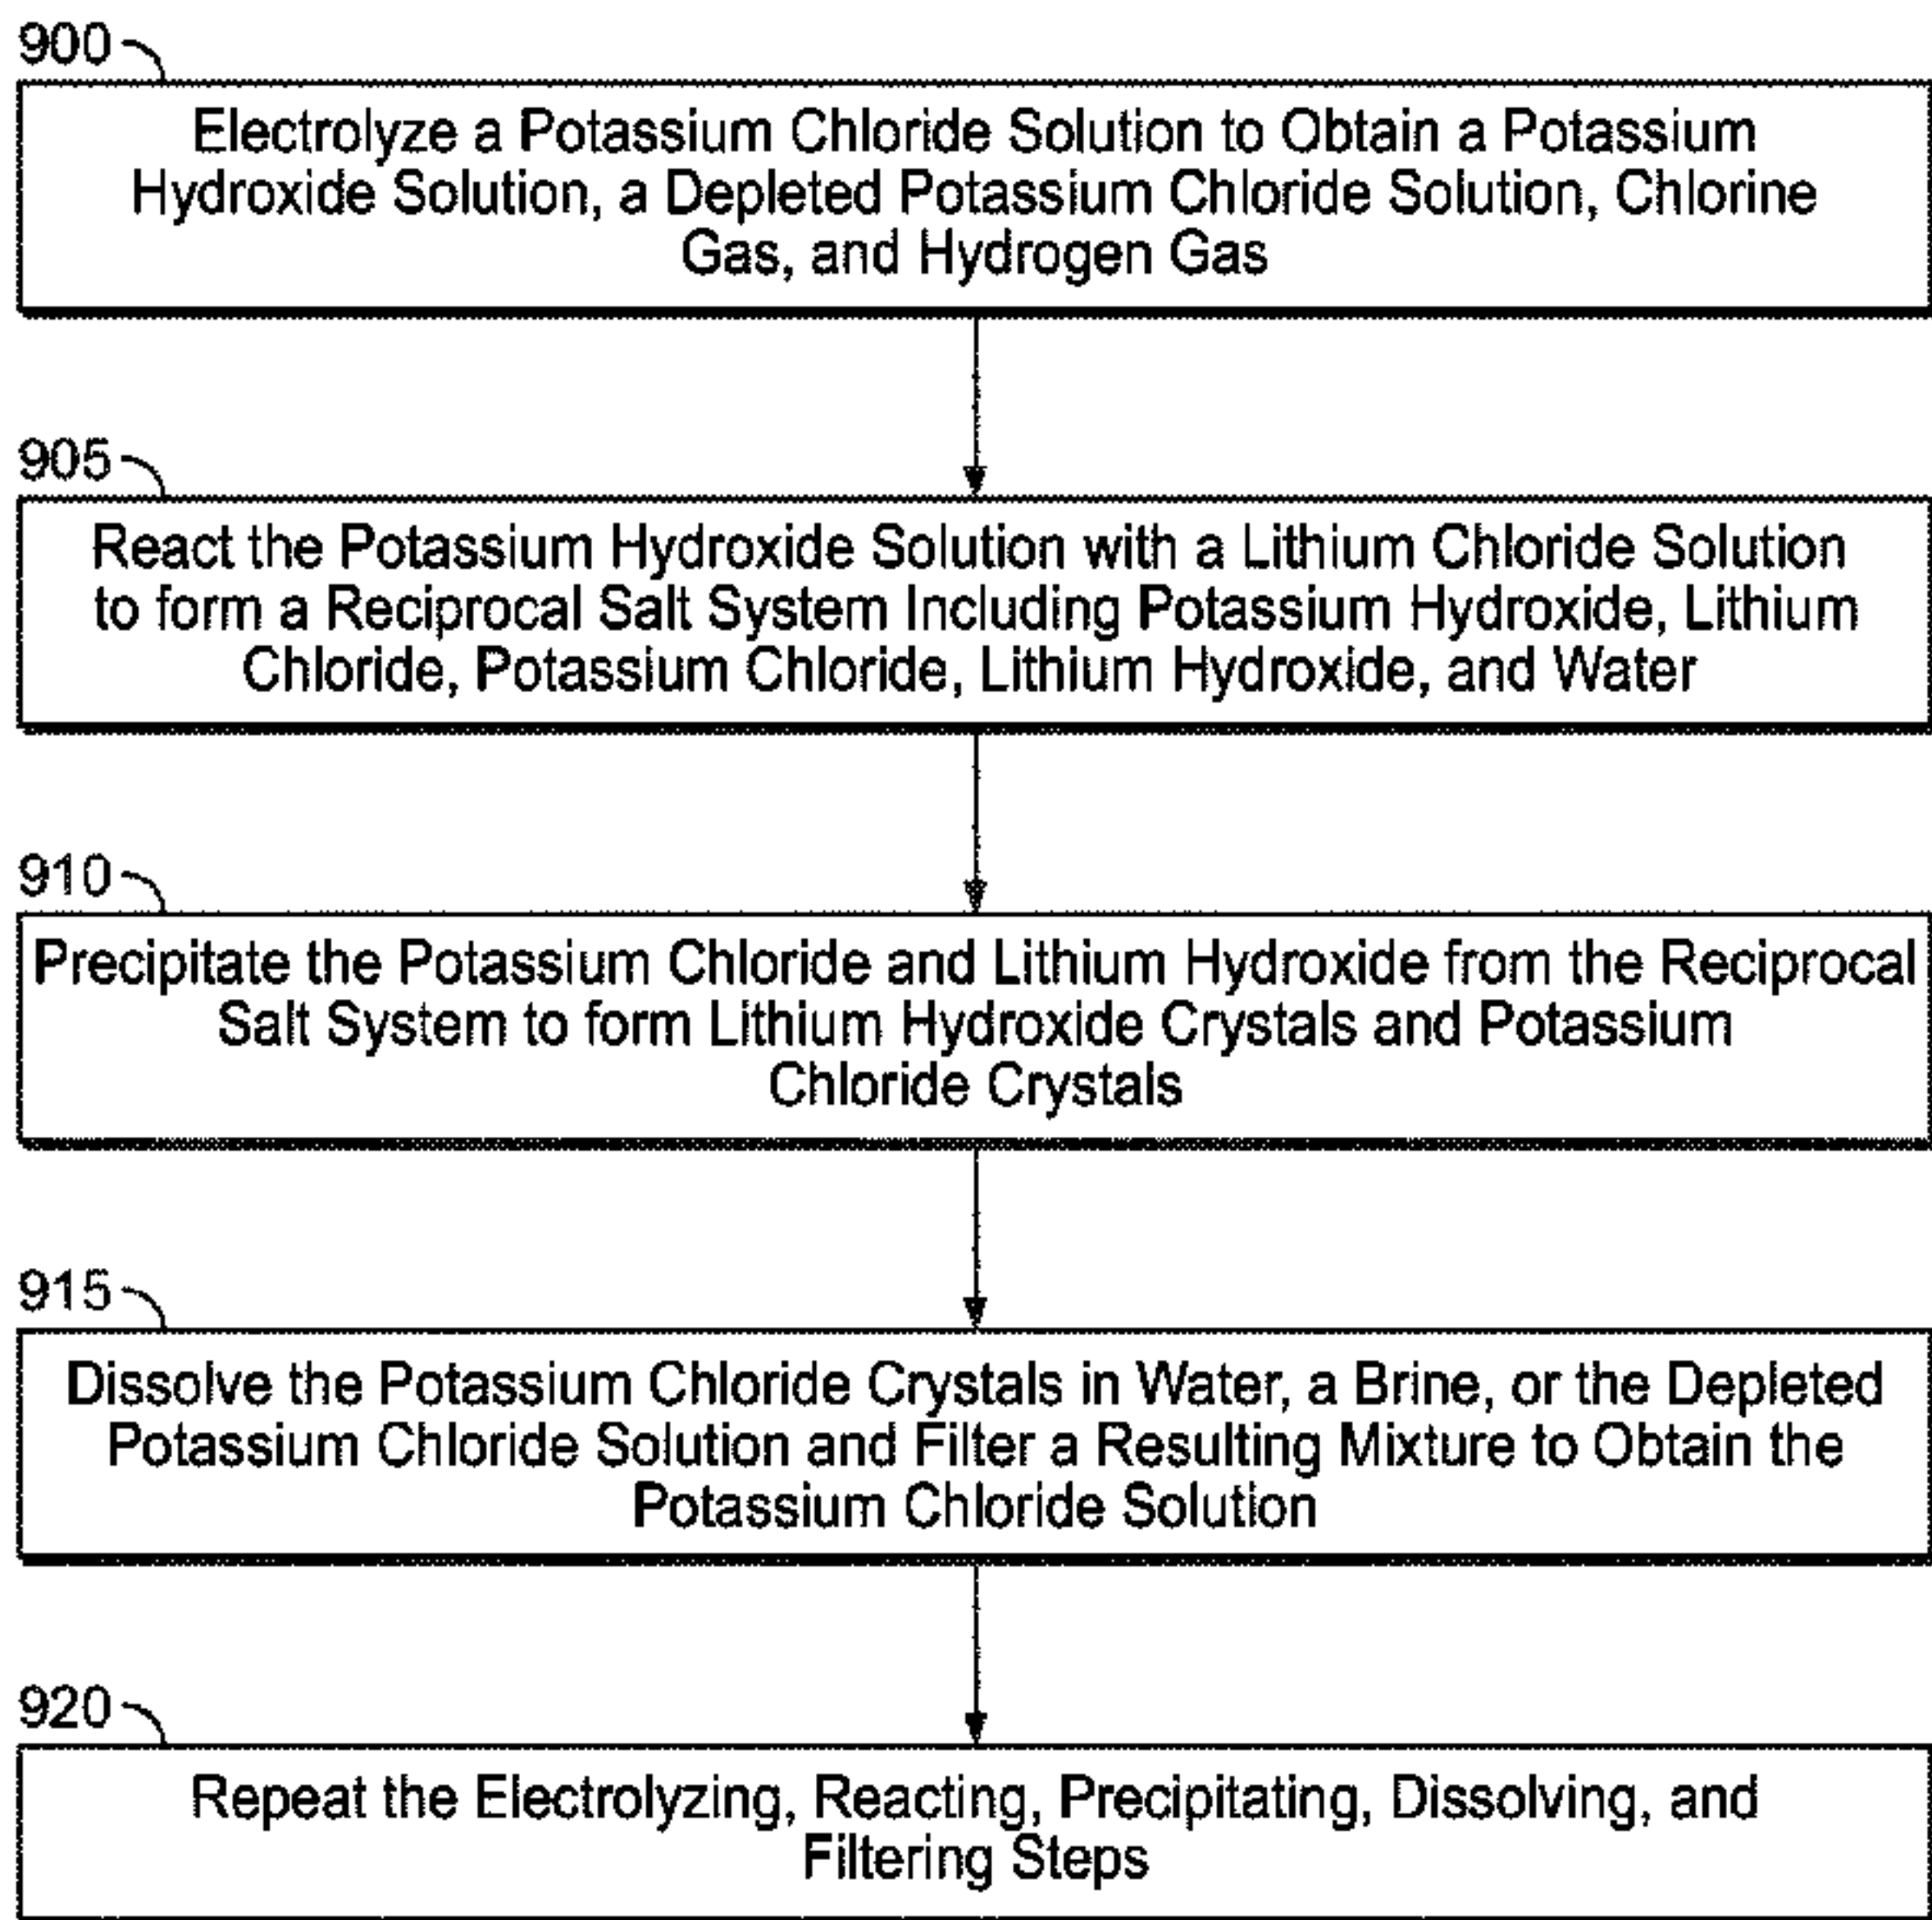 900
Electrolyze a Potassium Chloride Solution to Obtain a Potassium
Hydroxide Solution, a Depleted Potassium Chloride Solution, Chlorine
Gas, and Hydrogen Gas
905
React the Potassium Hydroxide Solution with a Lithium Chloride Solution
to form a Reciprocal Salt System Including Potassium Hydroxide, Lithium
Chloride, Potassium Chloride, Lithium Hydroxide, and Water
910
Precipitate the Potassium Chloride and Lithium Hydroxide from the Reciprocal
Salt System to form Lithium Hydroxide Crystals and Potassium
Chloride Crystals
915
Dissolve the Potassium Chloride Crystals in Water, a Brine, or the Depleted
Potassium Chloride Solution and Filter a Resulting Mixture to Obtain the
Potassium Chloride Solution
920
Repeat the Electrolyzing, Reacting, Precipitating, Dissolving, and
Filtering Steps